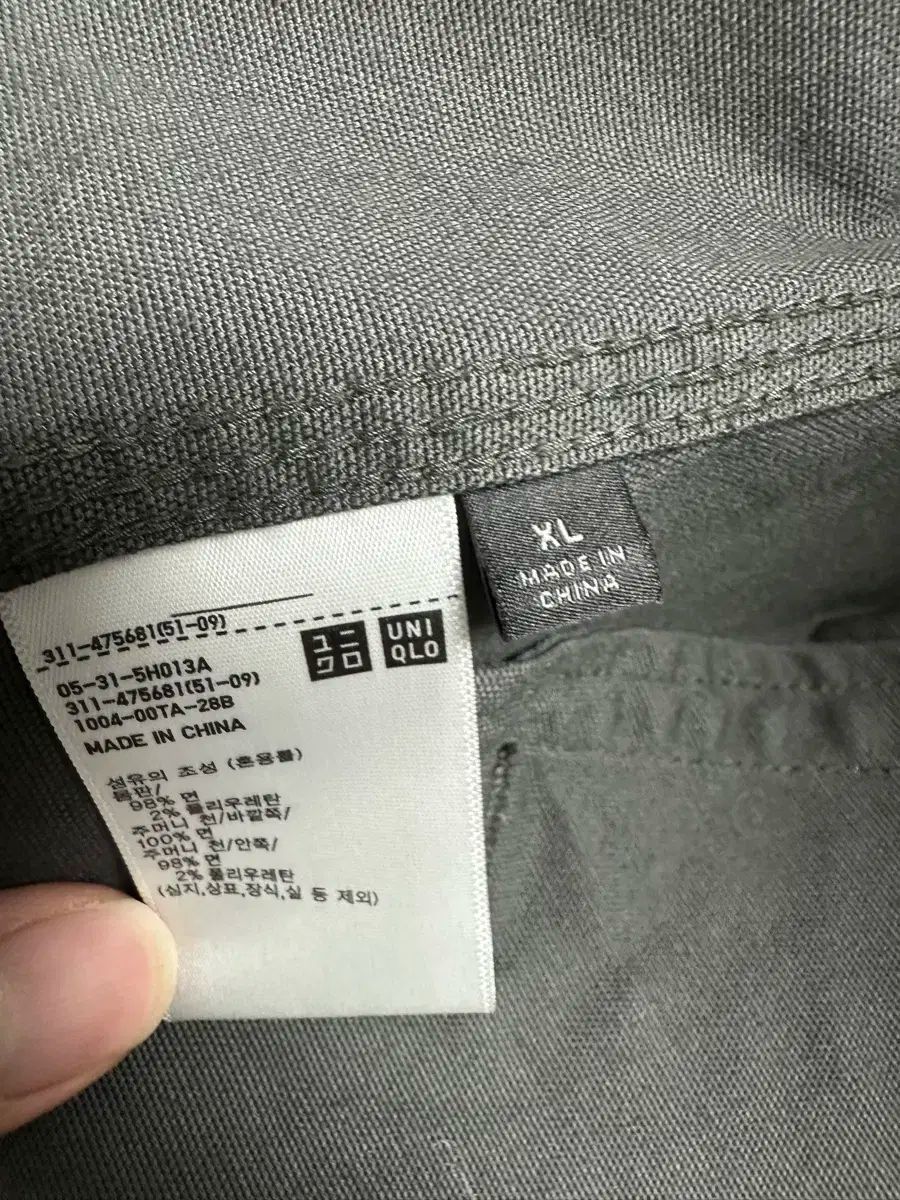 XL
MADE IN
CHINA
311-475681(51-09)
ユニ
クロ
UNI
QLO
05-31-5H013A
311-475681(51-09)
1004-00TA-28B
MADE IN CHINA
섬유의 조성 (혼용률)
몸판/
98% 면
2% 폴리우레탄
주머니 천/바깥쪽/
100% 면
주머니 천/안쪽/
98% 면
2% 폴리우레탄
(심지,상표,장식,실 등 제외)